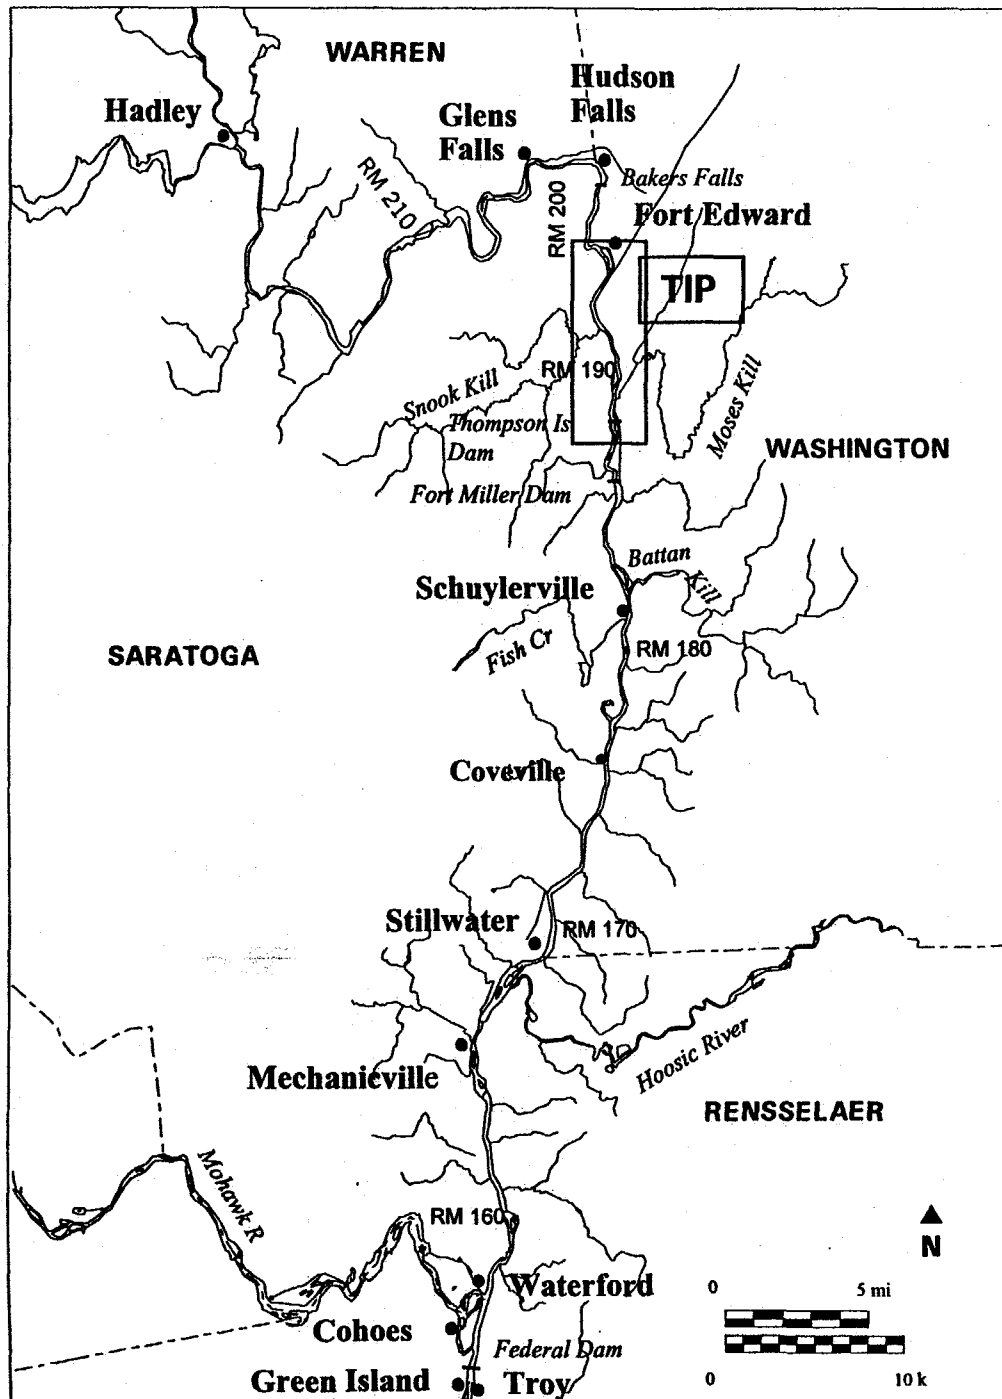 WARREN
Hudson
Falls
Hadley
Glens
Falls
RM 210
RM 200
Bakers Falls
Fort Edward
TIP
RM 190
Snook Kill
Moses Kill
Thompson Is
Dam
WASHINGTON
Fort Miller Dam
Battan
Kill
Schuylerville
Fish Cr
RM 180
SARATOGA
Coveville
Stillwater
RM 170
Hoosic River
Mechanicville
RENSSELAER
Mohawk R
RM 160
N
Waterford
0
5 mi
Cohoes
Federal Dam
Green Island
Troy
0
10 k